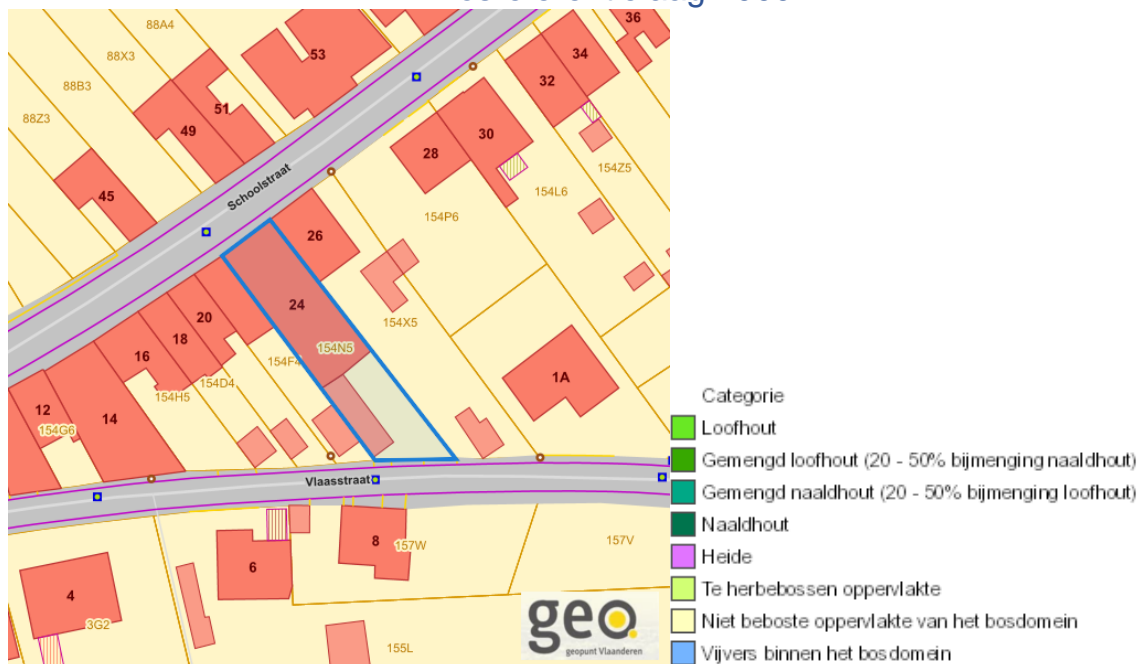 88A4
36
88X3
53
34
32
88B3
51
30
49
28
88Z3
154Z5
154L6
45
Schoolstraat
154P6
26
24
154X5
20
154N5
18
154F4
16
154D4
1A
154H5
12
14
154G6
Vlaasstraat
8
157W
157V
6
4
3G2
155L
geo.
geopunt Vlaanderen
Categorie
Loofhout
Gemengd loofhout (20 - 50% bijmenging naaldhout)
Gemengd naaldhout (20 - 50% bijmenging loofhout)
Naaldhout
Heide
Te herbebossen oppervlakte
Niet beboste oppervlakte van het bosdomein
Vijvers binnen het bosdomein